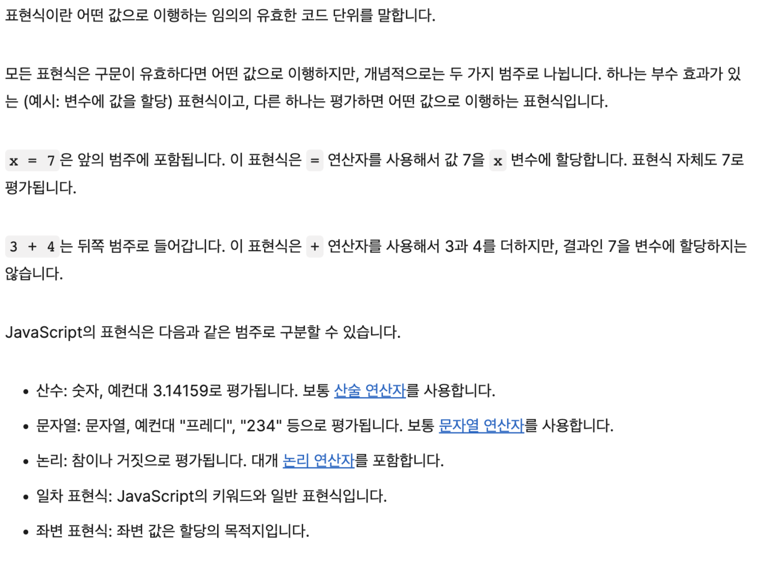 표현식이란 어떤 값으로 이행하는 임의의 유효한 코드 단위를 말합니다.
모든 표현식은 구문이 유효하다면 어떤 값으로 이행하지만, 개념적으로는 두 가지 범주로 나뉩니다. 하나는 부수 효과가 있
는 (예시: 변수에 값을 할당) 표현식이고, 다른 하나는 평가하면 어떤 값으로 이행하는 표현식입니다.
x = 7은 앞의 범주에 포함됩니다. 이 표현식은 = 연산자를 사용해서 값 7을 x 변수에 할당합니다. 표현식 자체도 7로
평가됩니다.
3 + 4는 뒤쪽 범주로 들어갑니다. 이 표현식은 + 연산자를 사용해서 3과 4를 더하지만, 결과인 7을 변수에 할당하지는
않습니다.
JavaScript의 표현식은 다음과 같은 범주로 구분할 수 있습니다.
• 산수: 숫자, 예컨대 3.14159로 평가됩니다. 보통 산술 연산자를 사용합니다.
• 문자열: 문자열, 예컨대 "프레디", "234" 등으로 평가됩니다. 보통 문자열 연산자를 사용합니다.
• 논리: 참이나 거짓으로 평가됩니다. 대개 논리 연산자를 포함합니다.
• 일차 표현식: JavaScript의 키워드와 일반 표현식입니다.
• 좌변 표현식: 좌변 값은 할당의 목적지입니다.